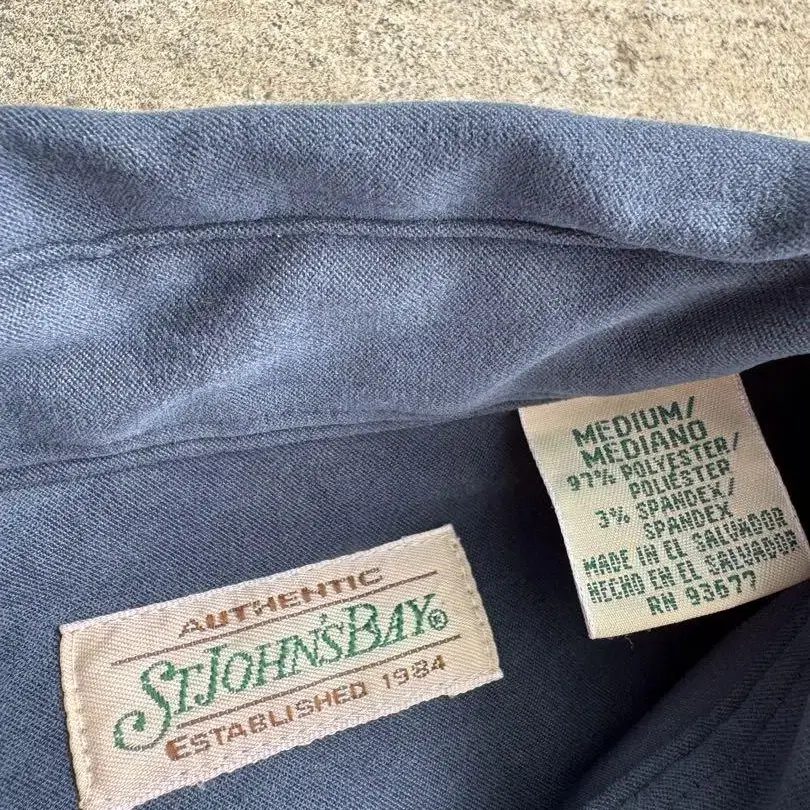 MEDIUM/
MEDIANO
97% POLYESTER/
POLIÉSTER
3% SPANDEX/
SPANDEX
MADE IN EL SALVADOR
HECHO EN EL SALVADOR
RN 93677
AUTHENTIC
ST.JOHN'S BAY®
ESTABLISHED 1984